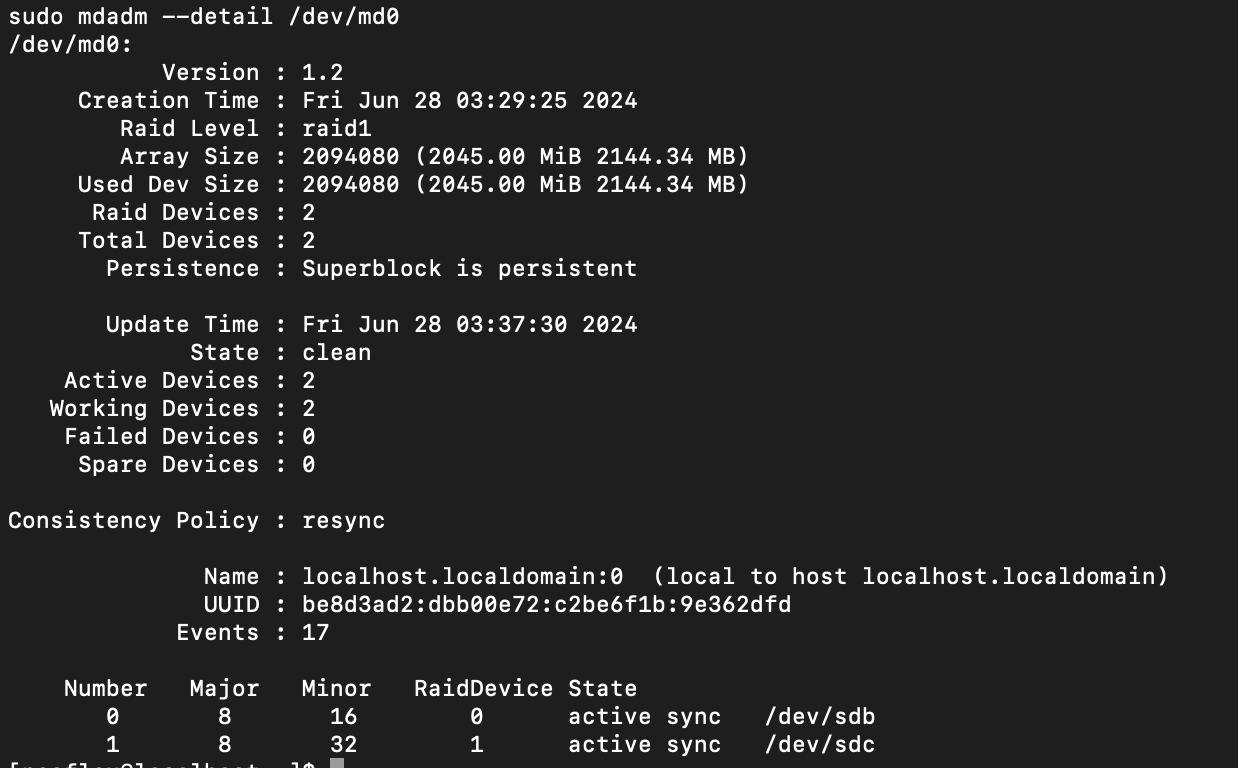 sudo mdadm --detail /dev/md0
/dev/md0:
Version : 1.2
Creation Time : Fri Jun 28 03:29:25 2024
Raid Level : raid1
Array Size : 2094080 (2045.00 MiB 2144.34 MB)
Used Dev Size : 2094080 (2045.00 MiB 2144.34 MB)
Raid Devices : 2
Total Devices : 2
Persistence : Superblock is persistent
Update Time : Fri Jun 28 03:37:30 2024
State : clean
Active Devices : 2
Working Devices : 2
Failed Devices : 0
Spare Devices : 0
Consistency Policy : resync
Name : localhost.localdomain:0  (local to host localhost.localdomain)
UUID : be8d3ad2:dbb00e72:c2be6f1b:9e362dfd
Events : 17
Number   Major   Minor   RaidDevice State
0       8       16        0      active sync   /dev/sdb
1       8       32        1      active sync   /dev/sdc